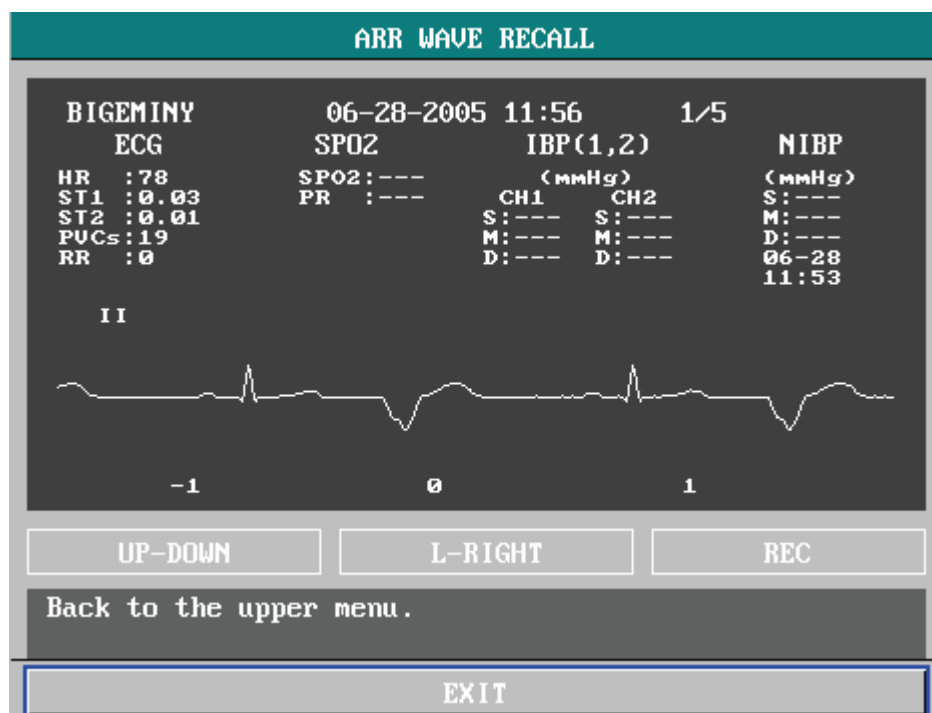 ARR WAVE RECALL
BIGEMINY 06-28-2005 11:56 1/5
ECG SPO2 IBP(1,2) NIBP
HR :78 SPO2:--- (mmHg) (mmHg)
ST1 :0.03 PR :--- CH1 CH2 S:---
ST2 :0.01 S:--- S:--- M:---
PVCs:19 M:--- M:--- D:---
RR :0 D:--- D:--- 06-28
11:53
II
-1 0 1
UP-DOWN L-RIGHT REC
Back to the upper menu.
EXIT